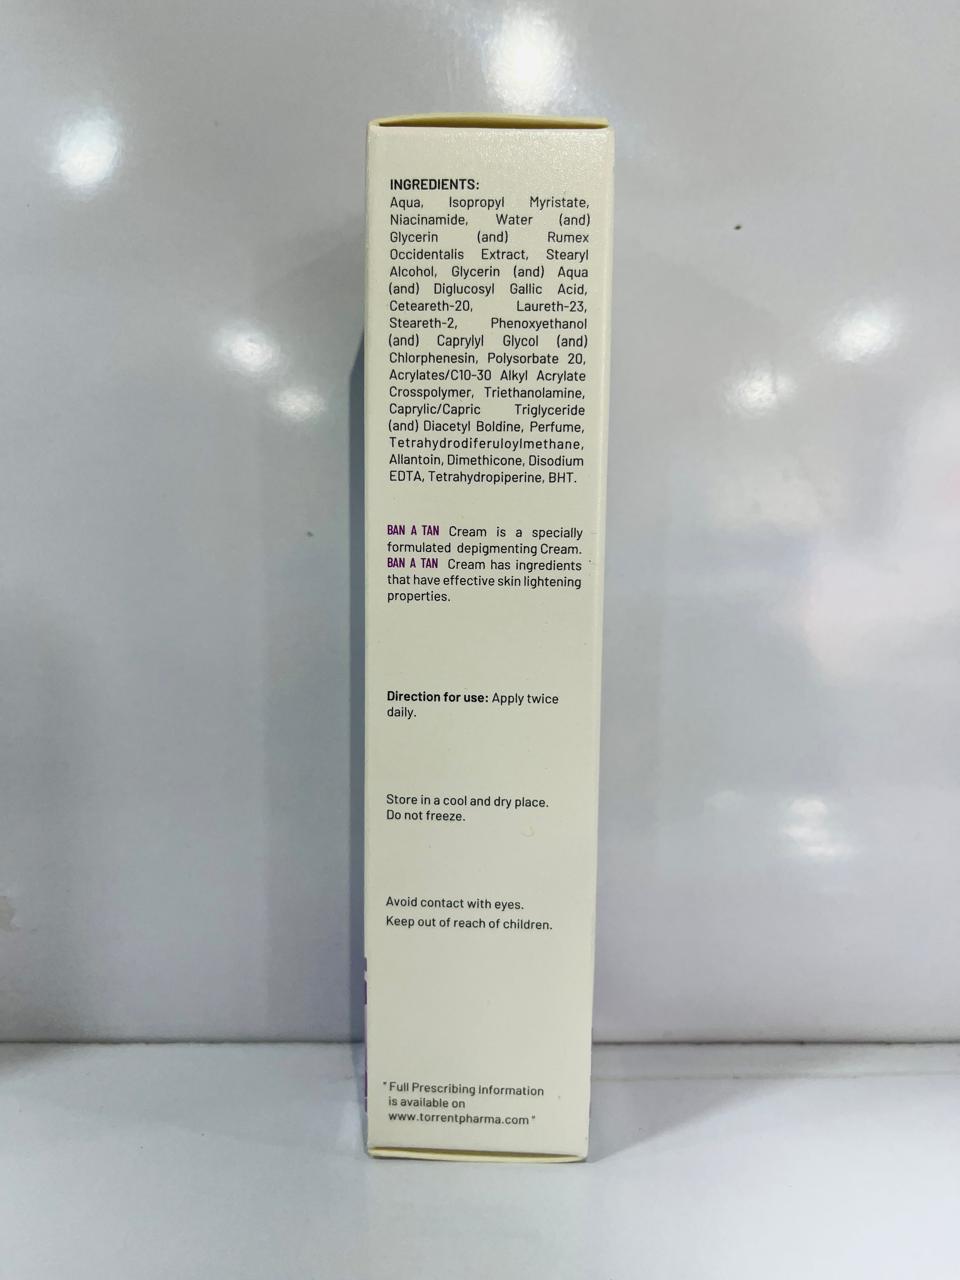 INGREDIENTS:
Aqua, Isopropyl Myristate,
Niacinamide, Water (and)
Glycerin (and) Rumex
Occidentalis Extract, Stearyl
Alcohol, Glycerin (and) Aqua
(and) Diglucosyl Gallic Acid,
Ceteareth-20, Laureth-23,
Steareth-2, Phenoxyethanol
(and) Caprylyl Glycol (and)
Chlorphenesin, Polysorbate 20,
Acrylates/C10-30 Alkyl Acrylate
Crosspolymer, Triethanolamine,
Caprylic/Capric Triglyceride
(and) Diacetyl Boldine, Perfume,
Tetrahydrodiferuloylmethane,
Allantoin, Dimethicone, Disodium
EDTA, Tetrahydropiperine, BHT.
BAN A TAN Cream is a specially
formulated depigmenting Cream.
BAN A TAN Cream has ingredients
that have effective skin lightening
properties.
Direction for use: Apply twice
daily.
Store in a cool and dry place.
Do not freeze.
Avoid contact with eyes.
Keep out of reach of children.
"Full Prescribing Information
is available on
www.torrentpharma.com"